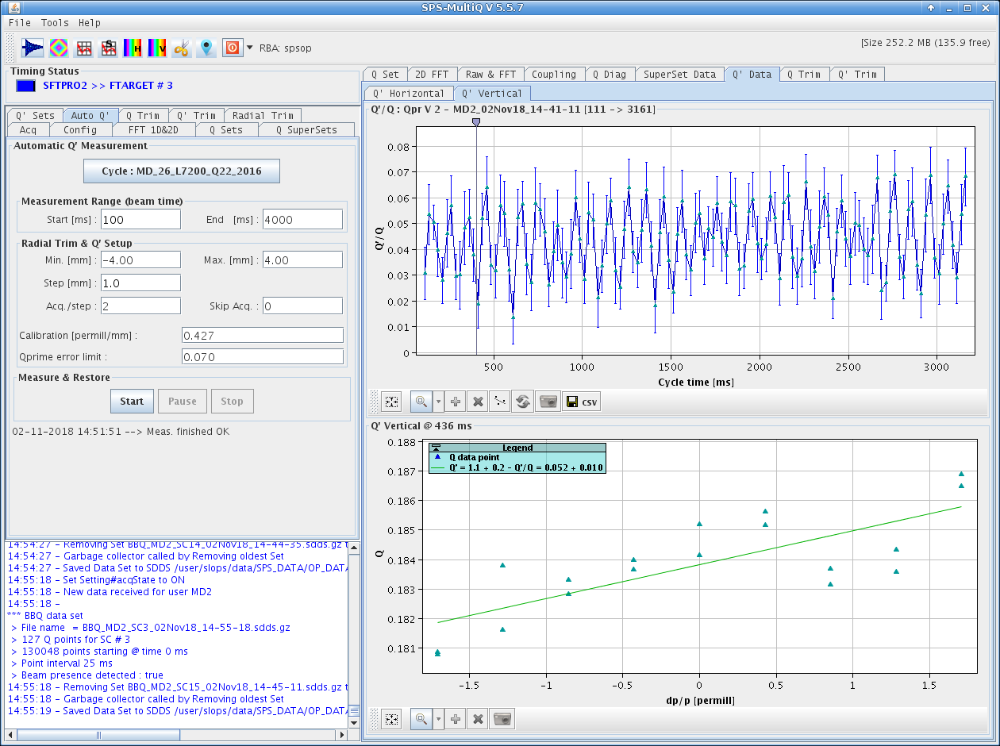 SPS-MultiQ V 5.5.7
File Tools Help
H
S
V
RBA: spsop
[Size 252.2 MB (135.9 free)
Timing Status
SFTPRO2 >> FTARGET # 3
Q' Sets Auto Q' Q Trim Q' Trim Radial Trim
Acq Config FFT 1D&2D Q Sets Q SuperSets
Automatic Q' Measurement
Cycle : MD_26_L7200_Q22_2016
Measurement Range (beam time)
Start [ms] : 100 End [ms] : 4000
Radial Trim & Q' Setup
Min. [mm] : -4.00 Max. [mm] : 4.00
Step [mm] : 1.0
Acq./step : 2 Skip Acq. : 0
Calibration [permill/mm] : 0.427
Qprime error limit : 0.070
Measure & Restore
Start Pause Stop
02-11-2018 14:51:51 --> Meas. finished OK
14:54:27 - Removing Set BBQ_MD2_SC14_02Nov18_14-44-35.sdds.gz t
14:54:27 - Garbage collector called by Removing oldest Set
14:54:27 - Saved Data Set to SDDS /user/slops/data/SPS_DATA/OP_DATA
14:55:18 - Set Setting#acqState to ON
14:55:18 - New data received for user MD2
14:55:18 -
*** BBQ data set
> File name = BBQ_MD2_SC3_02Nov18_14-55-18.sdds.gz
> 127 Q points for SC # 3
> 130048 points starting @ time 0 ms
> Point interval 25 ms
> Beam presence detected : true
14:55:18 - Removing Set BBQ_MD2_SC15_02Nov18_14-45-11.sdds.gz t
14:55:18 - Garbage collector called by Removing oldest Set
14:55:19 - Saved Data Set to SDDS /user/slops/data/SPS_DATA/OP_DATA
Q Set 2D FFT Raw & FFT Coupling Q Diag SuperSet Data Q' Data Q Trim Q' Trim
Q' Horizontal Q' Vertical
Q'/Q : Qpr V 2 - MD2_02Nov18_14-41-11 [111 -> 3161]
0.08
0.07
0.06
0.05
0.04
0.03
0.02
0.01
0
Q'/Q
500 1000 1500 2000 2500 3000
Cycle time [ms]
csv
Q' Vertical @ 436 ms
Legend
Q data point
Q' = 1.1 + 0.2 - Q'/Q = 0.052 + 0.010
0.188
0.187
0.186
0.185
0.184
0.183
0.182
0.181
Q
-1.5 -1 -0.5 0 0.5 1 1.5
dp/p [permill]